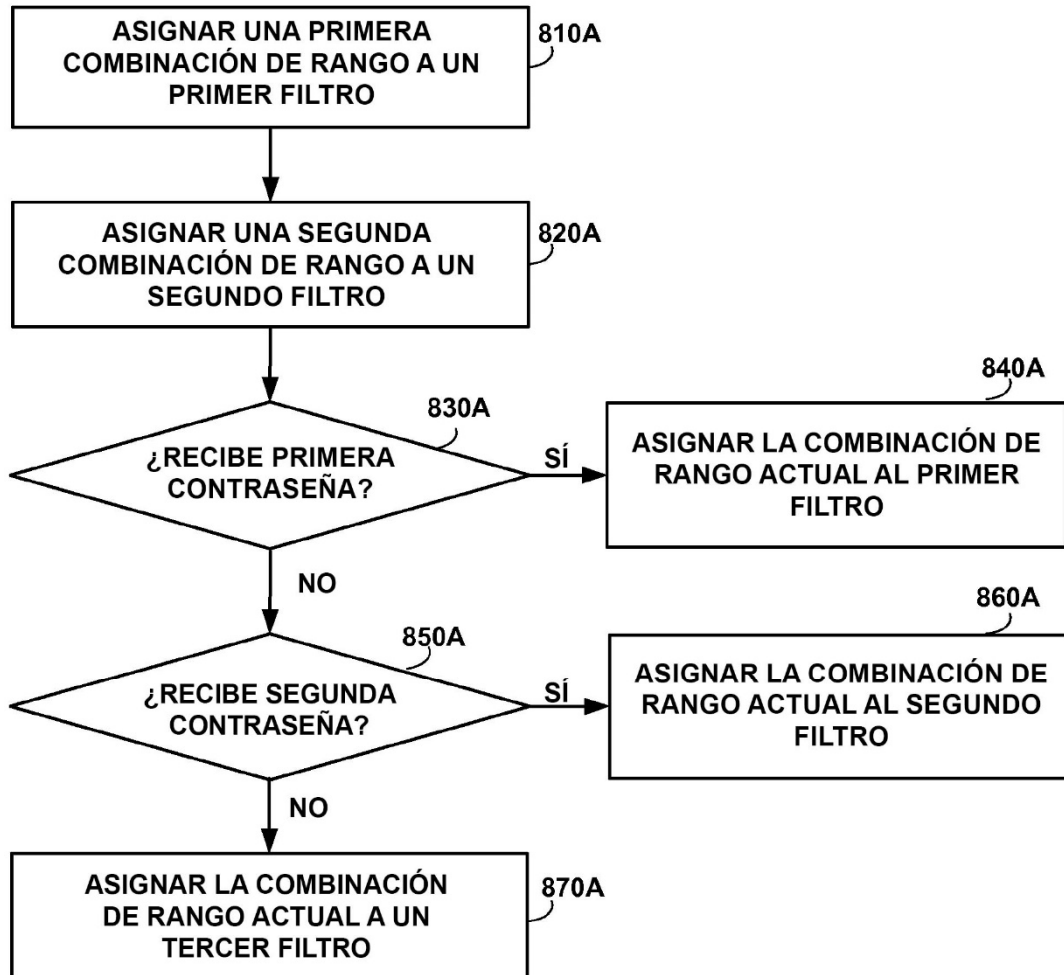 ASIGNAR UNA PRIMERA
COMBINACIÓN DE RANGO A UN
PRIMER FILTRO
810A
ASIGNAR UNA SEGUNDA
COMBINACIÓN DE RANGO A UN
SEGUNDO FILTRO
820A
¿RECIBE PRIMERA
CONTRASEÑA?
830A
SÍ
840A
ASIGNAR LA COMBINACIÓN DE
RANGO ACTUAL AL PRIMER
FILTRO
NO
¿RECIBE SEGUNDA
CONTRASEÑA?
850A
SÍ
860A
ASIGNAR LA COMBINACIÓN DE
RANGO ACTUAL AL SEGUNDO
FILTRO
NO
ASIGNAR LA COMBINACIÓN
DE RANGO ACTUAL A UN
TERCER FILTRO
870A